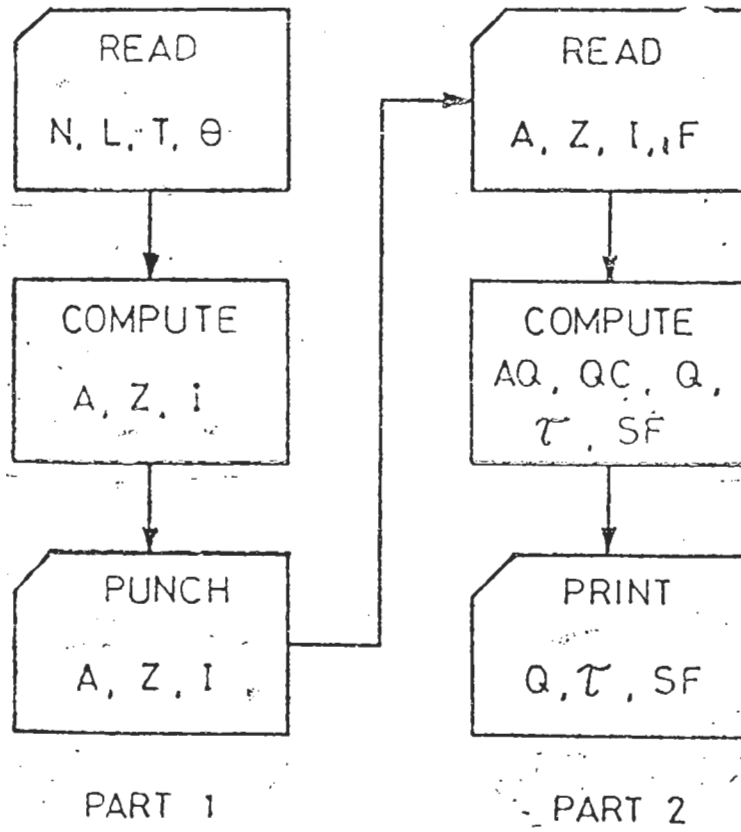 READ
N, L, T, θ
COMPUTE
A, Z, I
PUNCH
A, Z, I
PART 1
READ
A, Z, I, F
COMPUTE
AQ, QC, Q,
τ, SF
PRINT
Q, τ, SF
PART 2